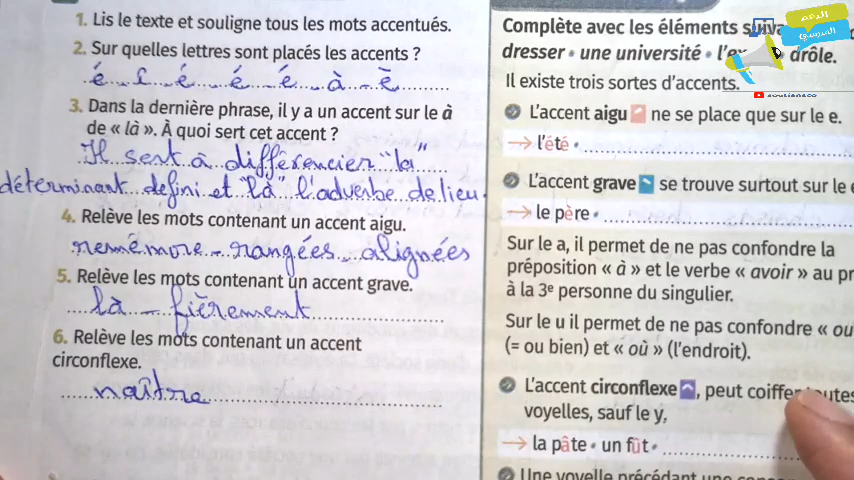 1. Lis le texte et souligne tous les mots accentués.
2. Sur quelles lettres sont placés les accents ?
é î é é é à è
3. Dans la dernière phrase, il y a un accent sur le à
de « là ». À quoi sert cet accent ?
Il sert à différencier "la"
déterminant défini et "là" l'adverbe de lieu.
4. Relève les mots contenant un accent aigu.
remémore - rangées - alignées
5. Relève les mots contenant un accent grave.
là - fièrement
6. Relève les mots contenant un accent
circonflexe.
naître
Complète avec les éléments
dresser • une université • drôle.
Il existe trois sortes d'accents.
L'accent aigu ne se place que sur le e.
→ l'été •
L'accent grave se trouve surtout sur le
→ le père •
Sur le a, il permet de ne pas confondre la
préposition « à » et le verbe « avoir » au
à la 3e personne du singulier.
Sur le u il permet de ne pas confondre « ou
(= ou bien) et « où » (l'endroit).
L'accent circonflexe, peut coiffer
voyelles, sauf le y,
→ la pâte • un fût •
Une voyelle précédant une
الدعم